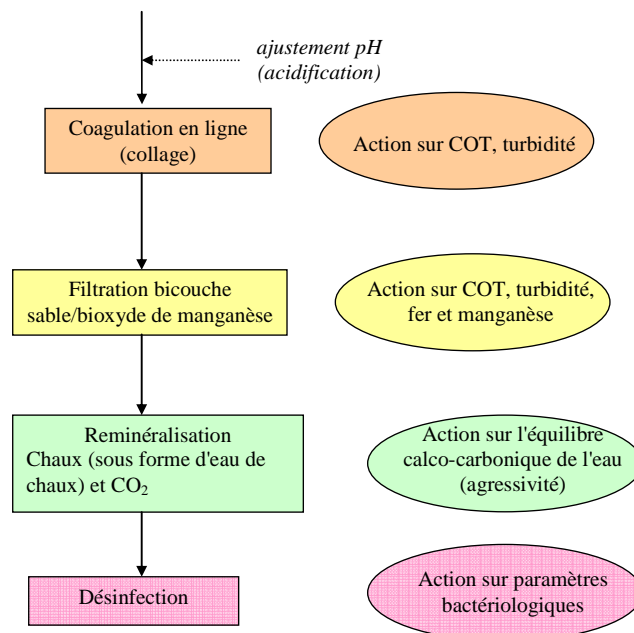 ajustement pH
(acidification)
Coagulation en ligne
(collage)
Action sur COT, turbidité
Filtration bicouche
sable/bioxyde de manganèse
Action sur COT, turbidité,
fer et manganèse
Reminéralisation
Chaux (sous forme d'eau de
chaux) et CO₂
Action sur l'équilibre
calco-carbonique de l'eau
(agressivité)
Désinfection
Action sur paramètres
bactériologiques